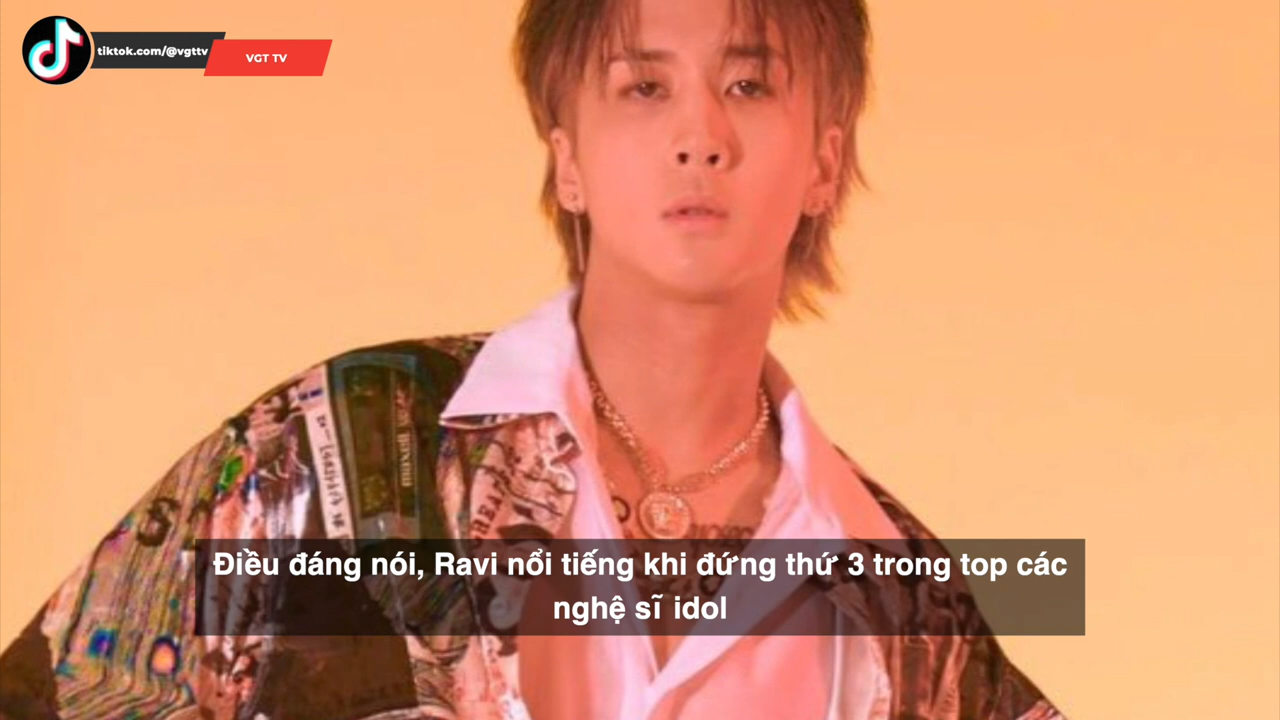 tiktok.com/@vgttv
VGT TV
maxell
Điều đáng nói, Ravi nổi tiếng khi đứng thứ 3 trong top các
nghệ sĩ idol